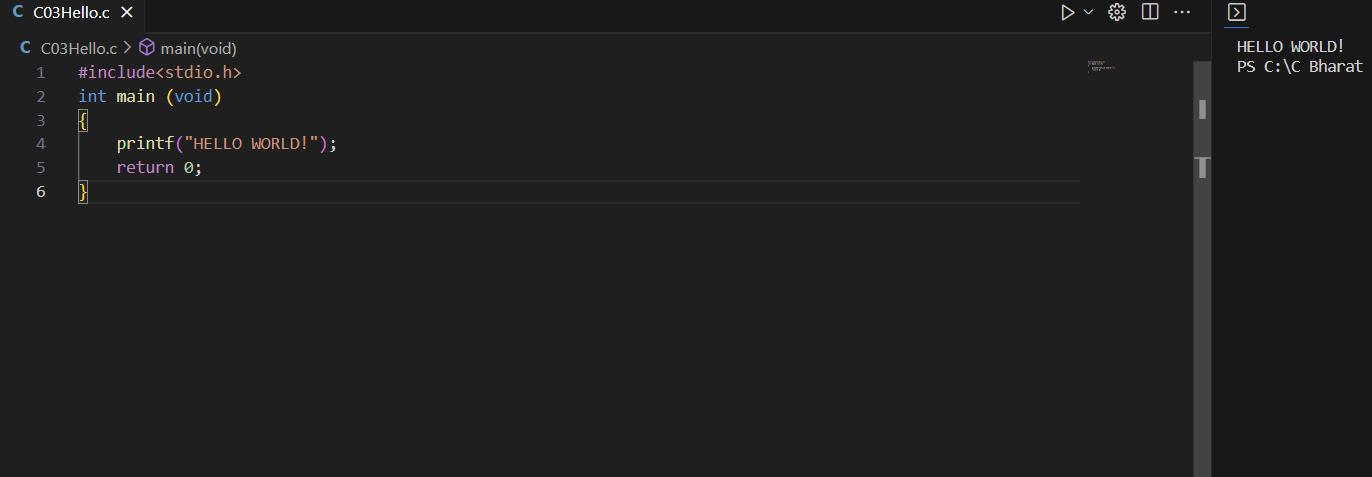 C C03Hello.c
C C03Hello.c > main(void)
1 #include<stdio.h>
2 int main (void)
3 {
4     printf("HELLO WORLD!");
5     return 0;
6 }
HELLO WORLD!
PS C:\C Bharat